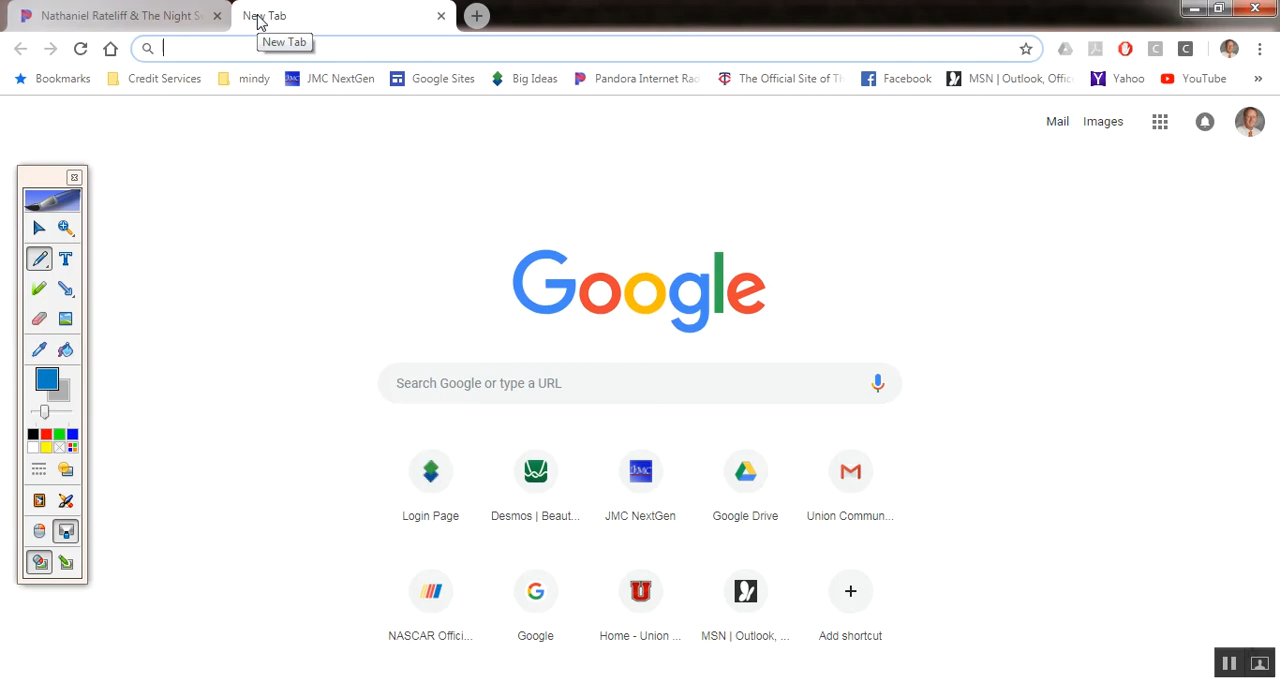 Nathaniel Rateliff & The Night S
New Tab
New Tab
Bookmarks
Credit Services
mindy
JMC NextGen
Google Sites
Big Ideas
Pandora Internet Rad
The Official Site of Th
Facebook
MSN | Outlook, Offic
Yahoo
YouTube
Mail
Images
Google
Search Google or type a URL
Login Page
Desmos | Beaut...
JMC NextGen
Google Drive
Union Commun...
NASCAR Offici...
Google
Home - Union ...
MSN | Outlook, ...
Add shortcut